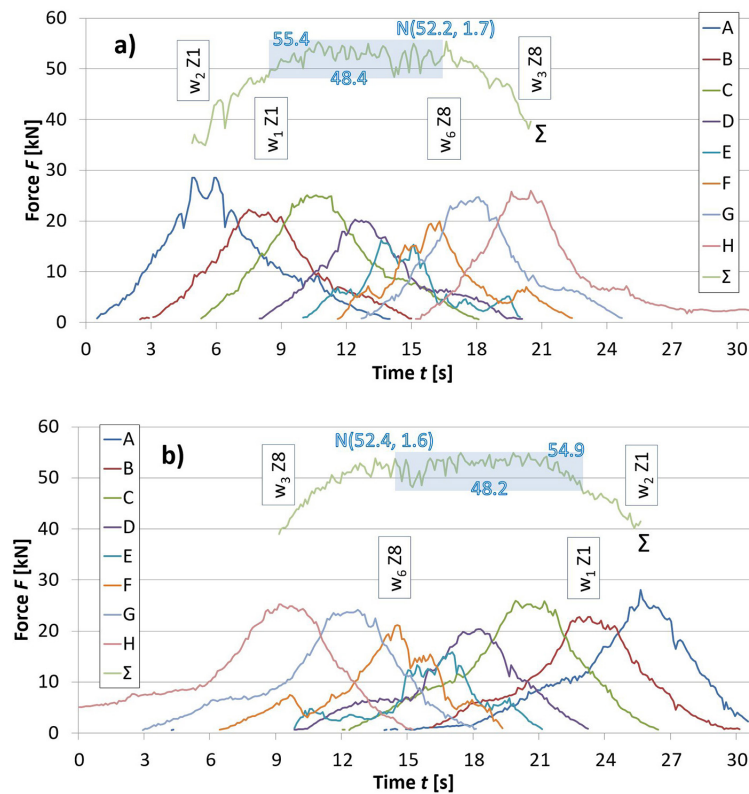 a)
N(52.2, 1.7)
55.4
48.4
w₂ Z1
w₁ Z1
w₆ Z8
w₃ Z8
Σ
Force F [kN]
60
50
40
30
20
10
0
0 3 6 9 12 15 18 21 24 27 30
Time t [s]
A
B
C
D
E
F
G
H
Σ
b)
N(52.4, 1.6)
54.9
48.2
w₃ Z8
w₆ Z8
w₁ Z1
w₂ Z1
Σ
Force F [kN]
60
50
40
30
20
10
0
0 3 6 9 12 15 18 21 24 27 30
Time t [s]
A
B
C
D
E
F
G
H
Σ